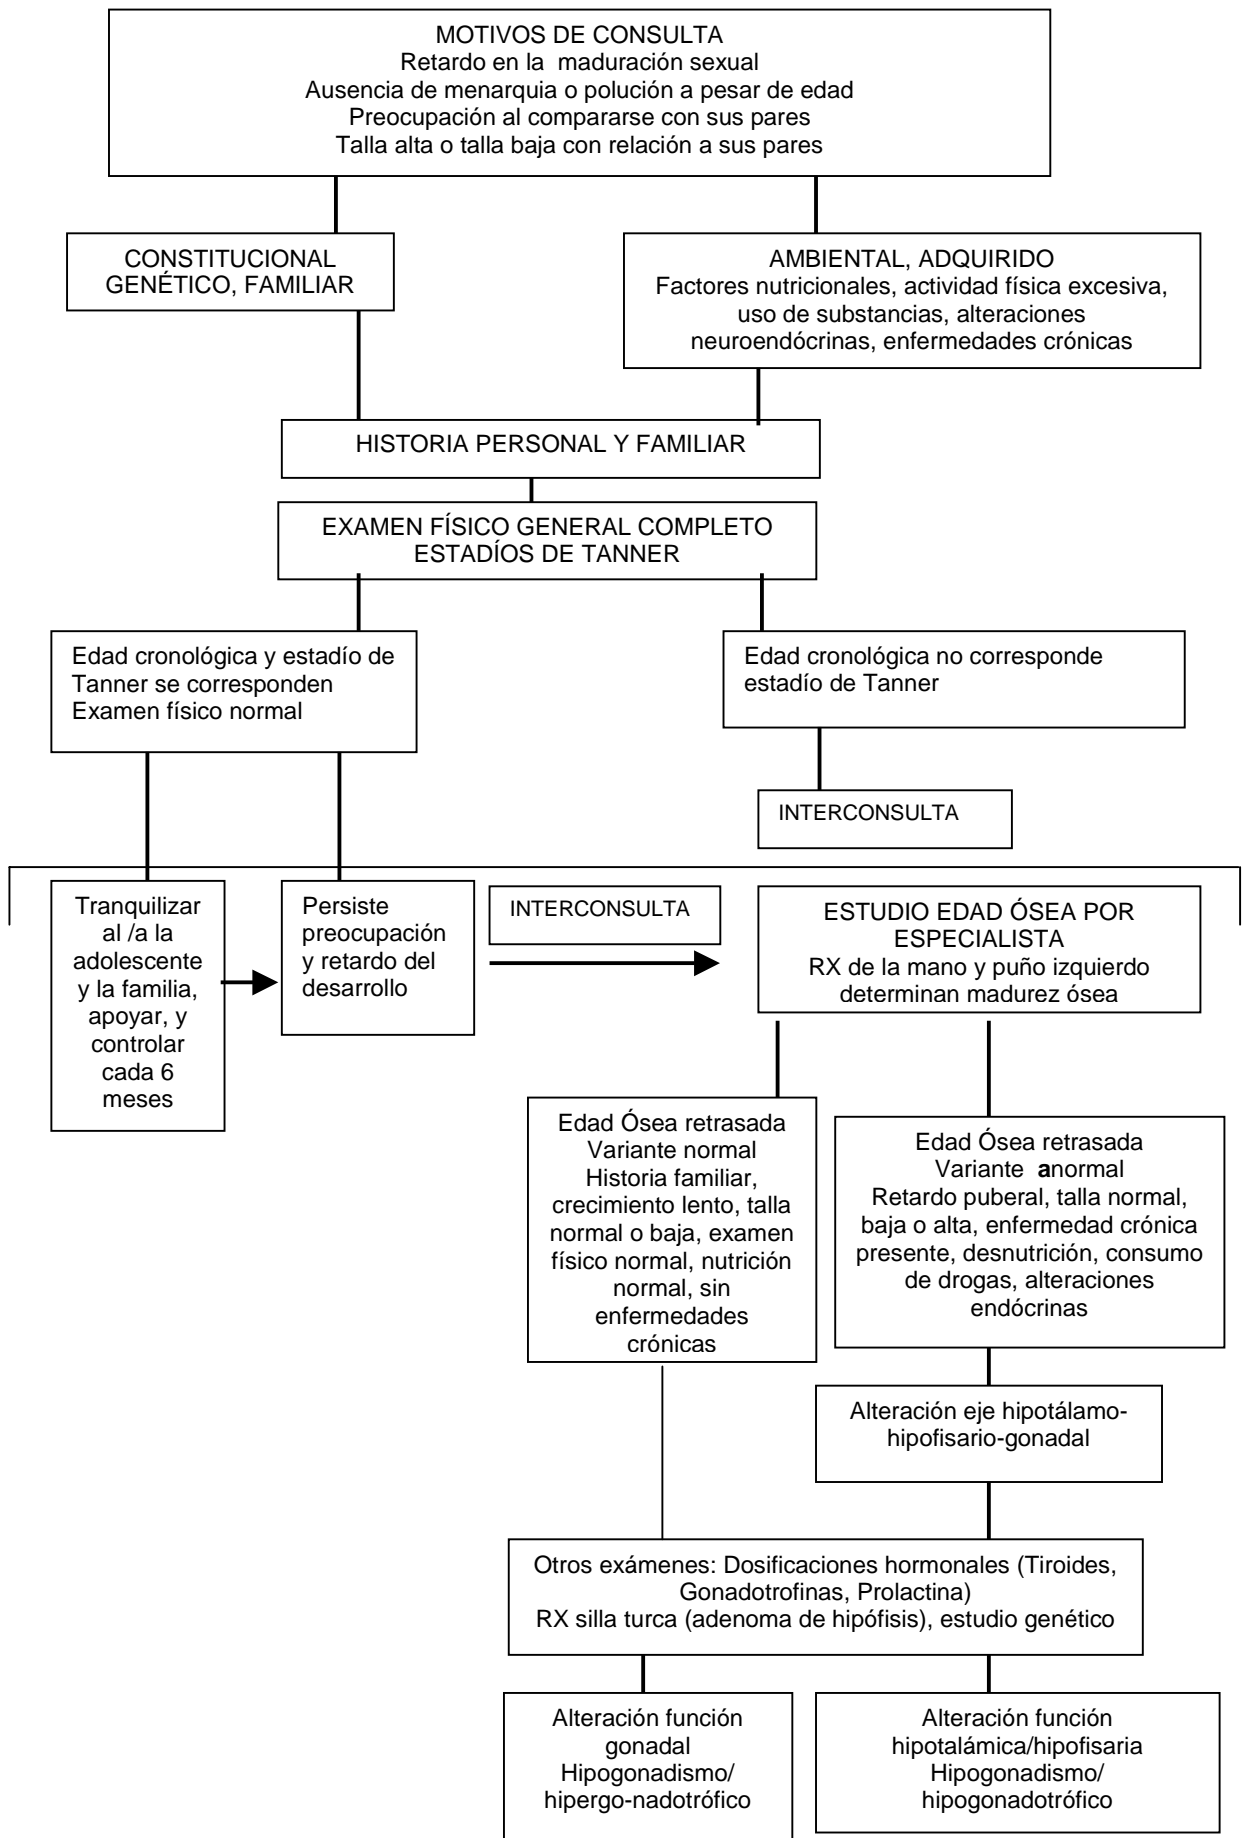 MOTIVOS DE CONSULTA
Retardo en la maduración sexual
Ausencia de menarquia o polución a pesar de edad
Preocupación al compararse con sus pares
Talla alta o talla baja con relación a sus pares
CONSTITUCIONAL
GENÉTICO, FAMILIAR
AMBIENTAL, ADQUIRIDO
Factores nutricionales, actividad física excesiva,
uso de substancias, alteraciones
neuroendócrinas, enfermedades crónicas
HISTORIA PERSONAL Y FAMILIAR
EXAMEN FÍSICO GENERAL COMPLETO
ESTADÍOS DE TANNER
Edad cronológica y estadío de
Tanner se corresponden
Examen físico normal
Edad cronológica no corresponde
estadío de Tanner
INTERCONSULTA
Tranquilizar
al /a la
adolescente
y la familia,
apoyar, y
controlar
cada 6
meses
Persiste
preocupación
y retardo del
desarrollo
INTERCONSULTA
ESTUDIO EDAD ÓSEA POR
ESPECIALISTA
RX de la mano y puño izquierdo
determinan madurez ósea
Edad Ósea retrasada
Variante normal
Historia familiar,
crecimiento lento, talla
normal o baja, examen
físico normal, nutrición
normal, sin
enfermedades
crónicas
Edad Ósea retrasada
Variante anormal
Retardo puberal, talla normal,
baja o alta, enfermedad crónica
presente, desnutrición, consumo
de drogas, alteraciones
endócrinas
Alteración eje hipotálamo-
hipofisario-gonadal
Otros exámenes: Dosificaciones hormonales (Tiroides,
Gonadotrofinas, Prolactina)
RX silla turca (adenoma de hipófisis), estudio genético
Alteración función
gonadal
Hipogonadismo/
hipergo-nadotrófico
Alteración función
hipotalámica/hipofisaria
Hipogonadismo/
hipogonadotrófico